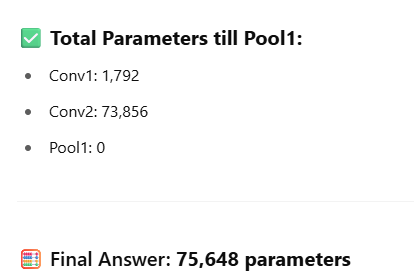 ✅ Total Parameters till Pool1:
• Conv1: 1,792
• Conv2: 73,856
• Pool1: 0
🧮 Final Answer: 75,648 parameters